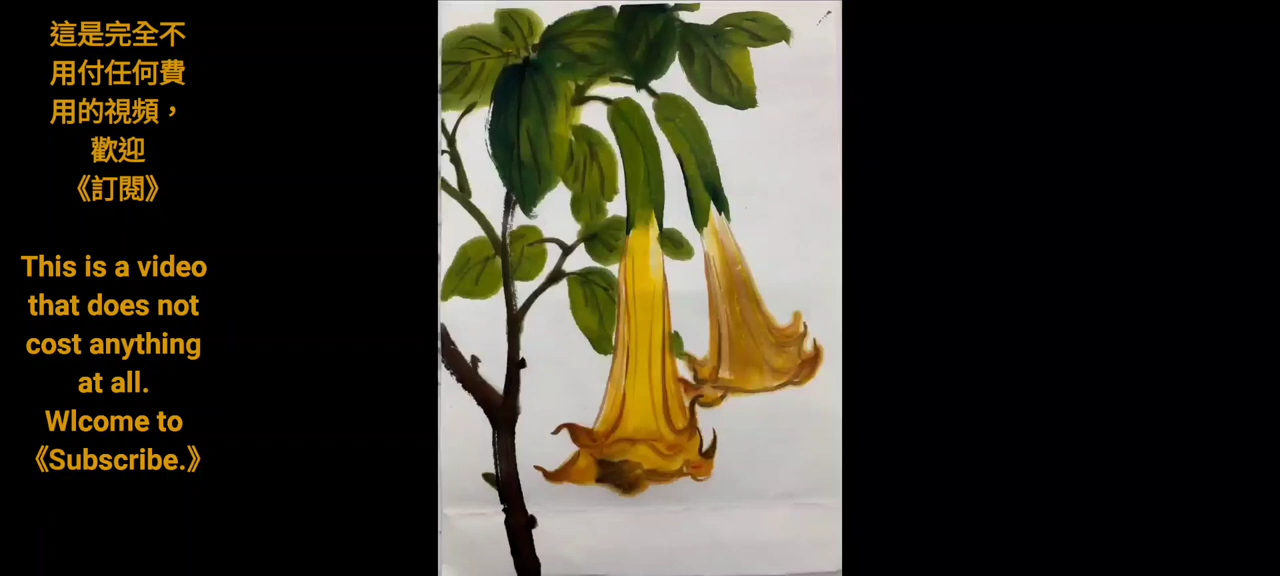 這是完全不
用付任何費
用的視頻，
歡迎
《訂閱》
This is a video
that does not
cost anything
at all.
Wlcome to
《Subscribe.》